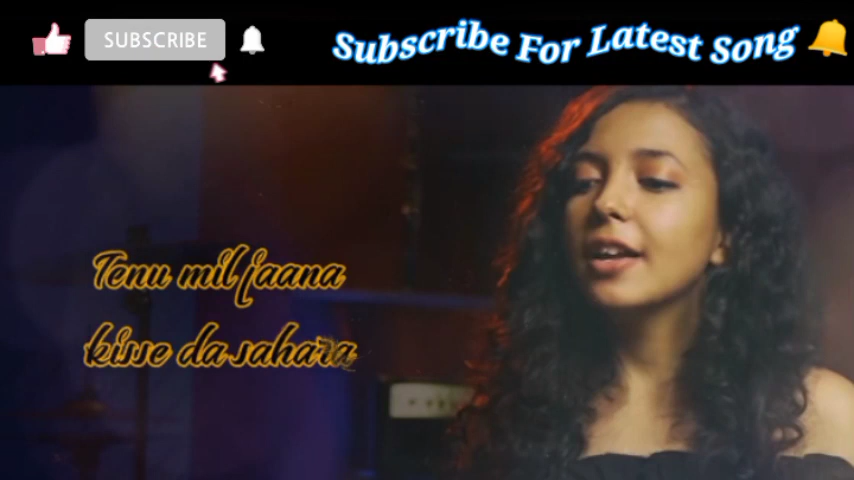 SUBSCRIBE
Subscribe For Latest Song
Tenu mil jaana
kisse da sahara